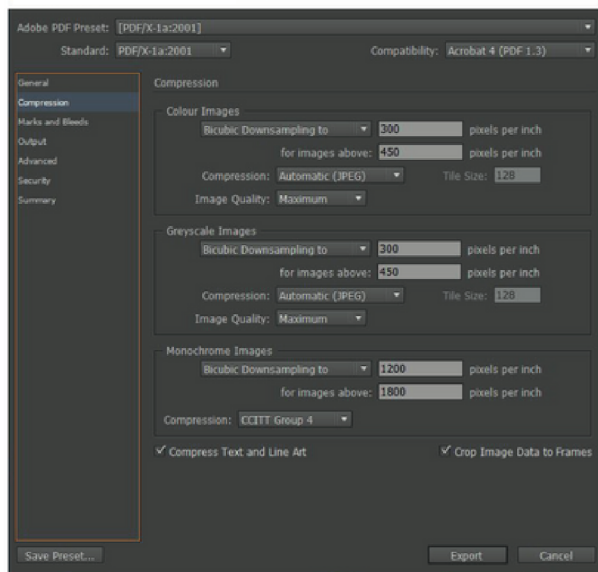 Adobe PDF Preset: [PDF/X-1a:2001]
Standard: PDF/X-1a:2001 Compatibility: Acrobat 4 (PDF 1.3)
General
Compression
Marks and Bleeds
Output
Advanced
Security
Summary
Compression
Colour Images
Bicubic Downsampling to 300 pixels per inch
for images above: 450
Compression: Automatic (JPEG) Tile Size: 128
Image Quality: Maximum
Greyscale Images
Bicubic Downsampling to 300 pixels per inch
for images above: 450 pixels per inch
Compression: Automatic (JPEG) Tile Size: 128
Image Quality: Maximum
Monochrome Images
Bicubic Downsampling to 1200 pixels per inch
for images above: 1800 pixels per inch
Compression: CCITT Group 4
Compress Text and Line Art Crop Image Data to Frames
Save Preset... Export Cancel